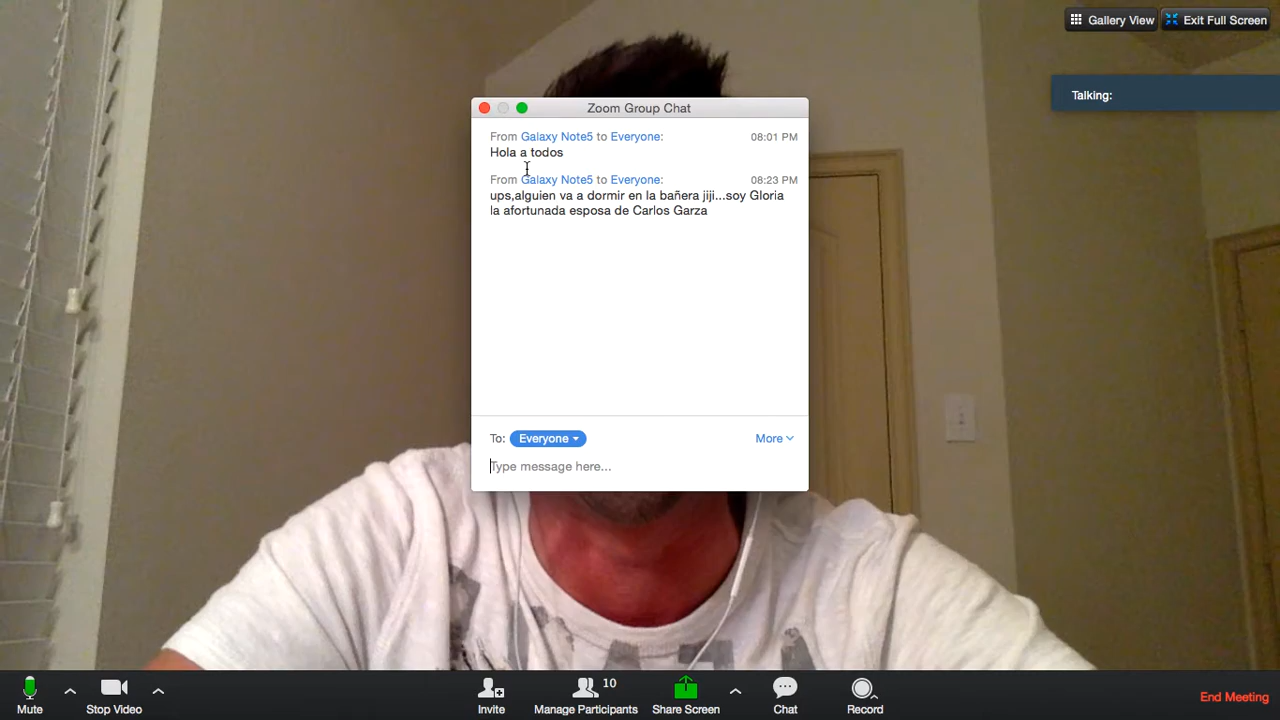 Gallery View
Exit Full Screen
Talking:
Zoom Group Chat
From Galaxy Note5 to Everyone: 08:01 PM
Hola a todos
From Galaxy Note5 to Everyone: 08:23 PM
ups,alguien va a dormir en la bañera jiji...soy Gloria
la afortunada esposa de Carlos Garza
To: Everyone More
Type message here...
10
Mute
Stop Video
Invite
Manage Participants
Share Screen
Chat
Record
End Meeting